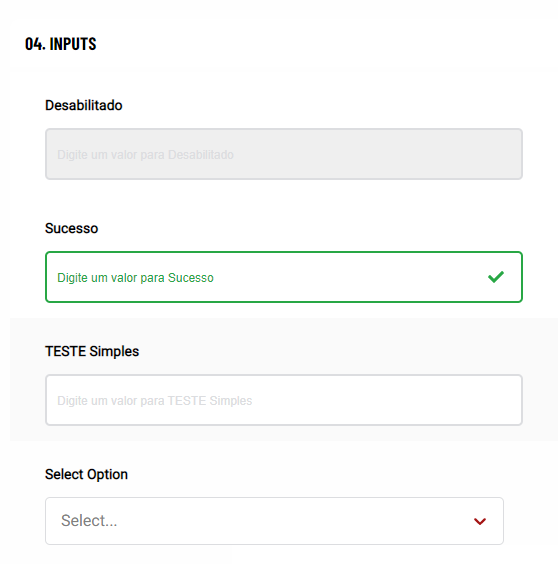 04. INPUTS
Desabilitado
Digite um valor para Desabilitado
Sucesso
Digite um valor para Sucesso
TESTE Simples
Digite um valor para TESTE Simples
Select Option
Select...